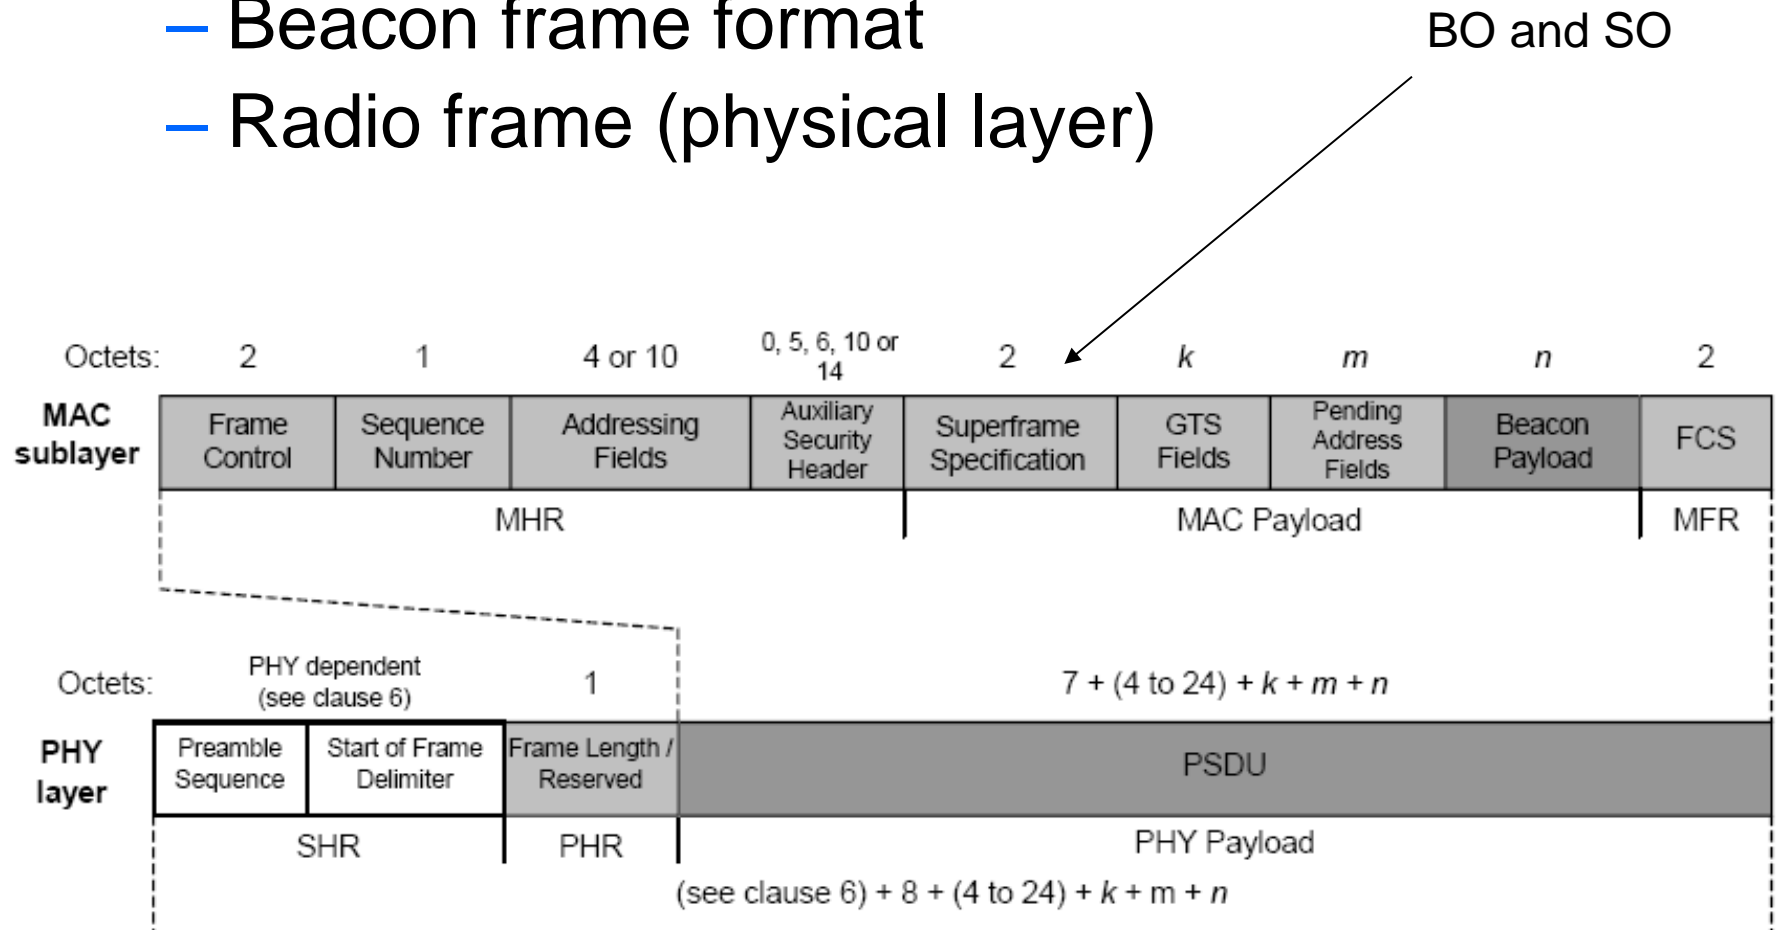 – Beacon frame format
BO and SO
– Radio frame (physical layer)
Octets: 2 1 4 or 10 0, 5, 6, 10 or 14 2 k m n 2
MAC sublayer
Frame Control
Sequence Number
Addressing Fields
Auxiliary Security Header
Superframe Specification
GTS Fields
Pending Address Fields
Beacon Payload
FCS
MHR
MAC Payload
MFR
Octets: PHY dependent (see clause 6) 1 7 + (4 to 24) + k + m + n
PHY layer
Preamble Sequence
Start of Frame Delimiter
Frame Length / Reserved
PSDU
SHR
PHR
PHY Payload
(see clause 6) + 8 + (4 to 24) + k + m + n